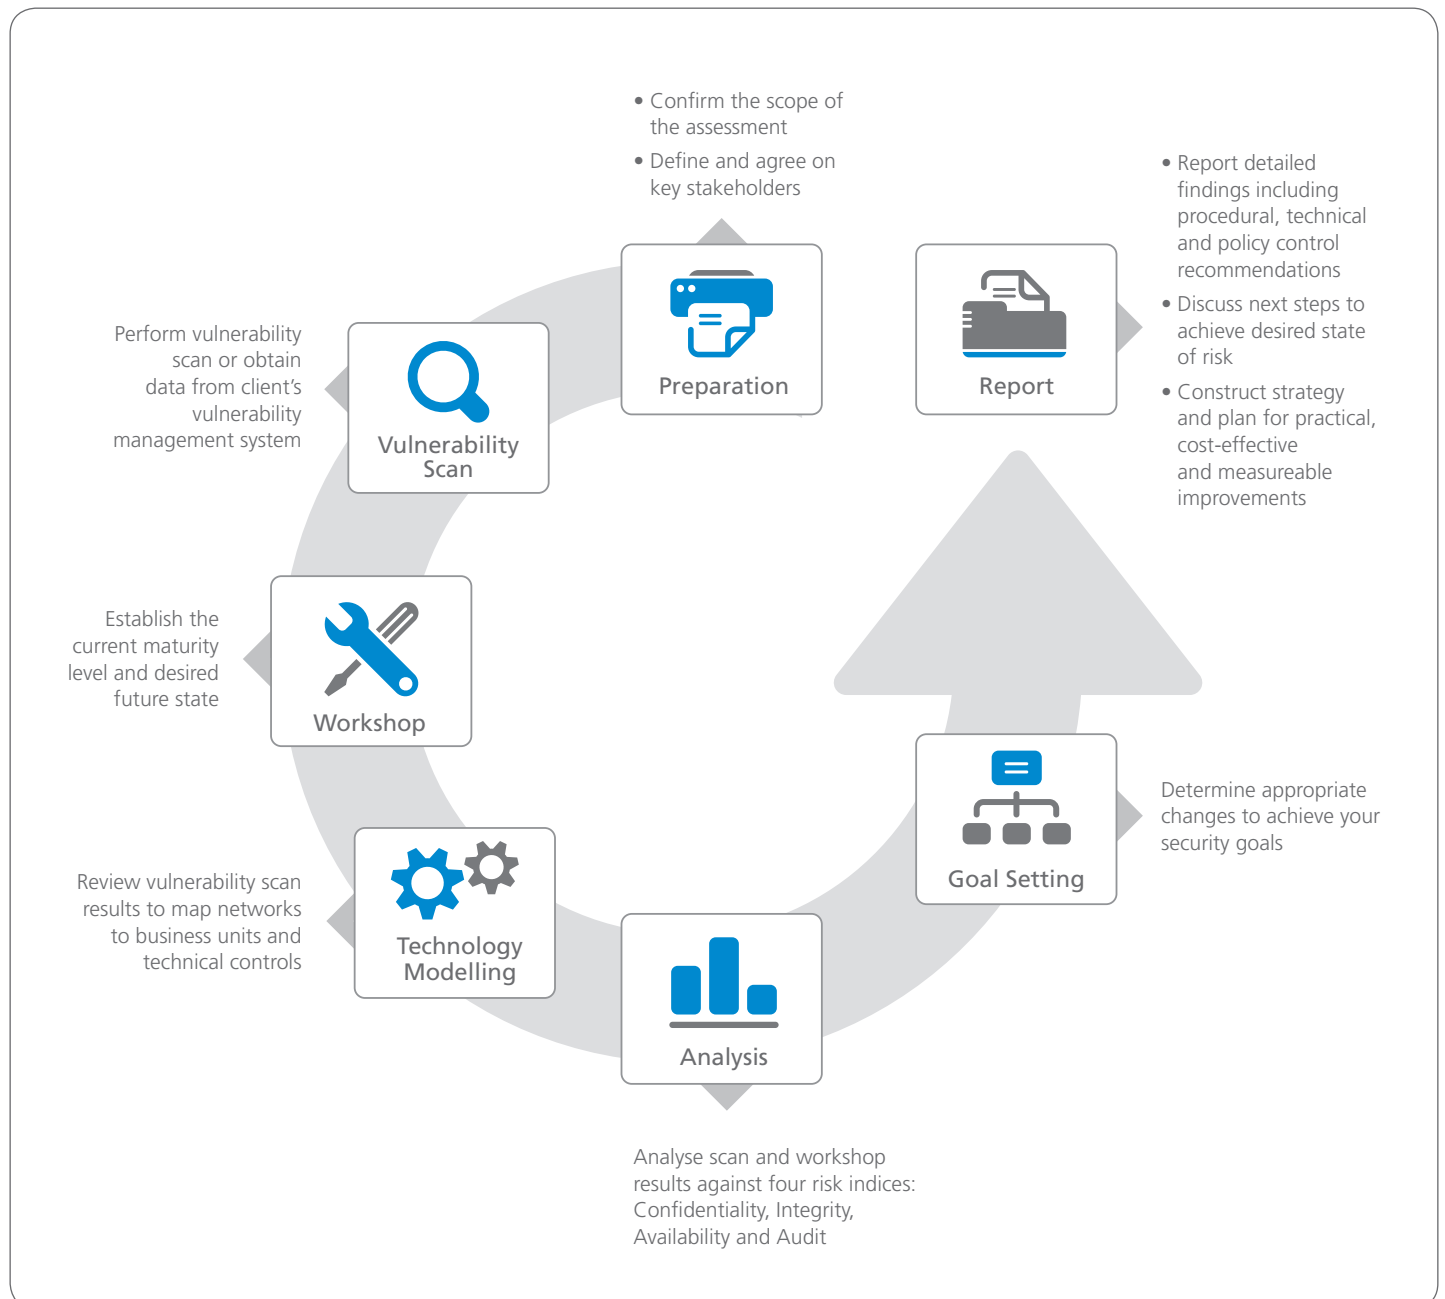 • Confirm the scope of
the assessment
• Define and agree on
key stakeholders
Preparation
Perform vulnerability
scan or obtain
data from client’s
vulnerability
management system
Vulnerability
Scan
Establish the
current maturity
level and desired
future state
Workshop
Review vulnerability scan
results to map networks
to business units and
technical controls
Technology
Modelling
Analysis
Analyse scan and workshop
results against four risk indices:
Confidentiality, Integrity,
Availability and Audit
Goal Setting
Determine appropriate
changes to achieve your
security goals
Report
• Report detailed
findings including
procedural, technical
and policy control
recommendations
• Discuss next steps to
achieve desired state
of risk
• Construct strategy
and plan for practical,
cost-effective
and measureable
improvements